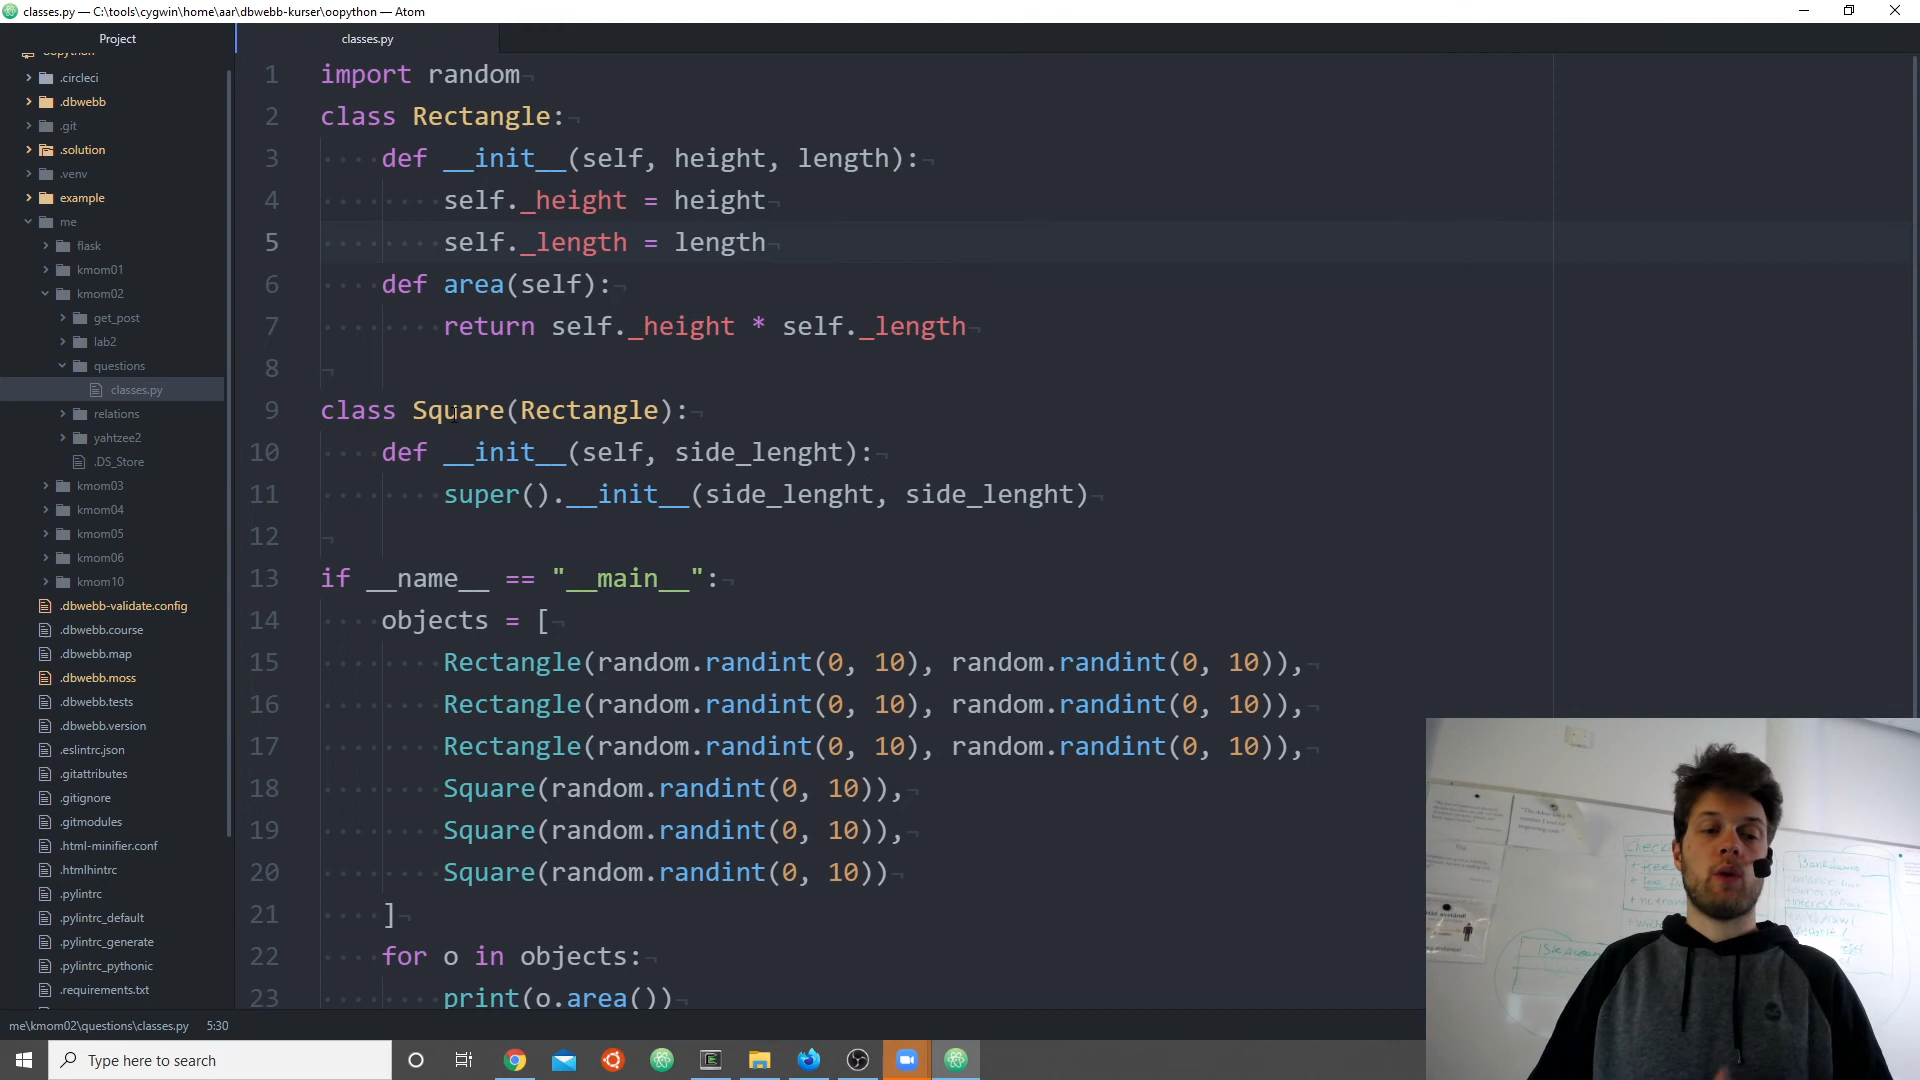 classes.py — C:\tools\cygwin\home\aar\dbwebb-kurser\oopython — Atom
Project
classes.py
oopython
.circleci
.dbwebb
.git
.solution
.venv
example
me
flask
kmom01
kmom02
get_post
lab2
questions
classes.py
relations
yahtzee2
.DS_Store
kmom03
kmom04
kmom05
kmom06
kmom10
.dbwebb-validate.config
.dbwebb.course
.dbwebb.map
.dbwebb.moss
.dbwebb.tests
.dbwebb.version
.eslintrc.json
.gitattributes
.gitignore
.gitmodules
.html-minifier.conf
.htmlhintrc
.pylintrc
.pylintrc_default
.pylintrc_generate
.pylintrc_pythonic
.requirements.txt
1 import random
2 class Rectangle:
3 def __init__(self, height, length):
4 self._height = height
5 self._length = length
6 def area(self):
7 return self._height * self._length
8
9 class Square(Rectangle):
10 def __init__(self, side_lenght):
11 super().__init__(side_lenght, side_lenght)
12
13 if __name__ == "__main__":
14 objects = [
15 Rectangle(random.randint(0, 10), random.randint(0, 10)),
16 Rectangle(random.randint(0, 10), random.randint(0, 10)),
17 Rectangle(random.randint(0, 10), random.randint(0, 10)),
18 Square(random.randint(0, 10)),
19 Square(random.randint(0, 10)),
20 Square(random.randint(0, 10))
21 ]
22 for o in objects:
23 print(o.area())
me\kmom02\questions\classes.py 5:30
Type here to search